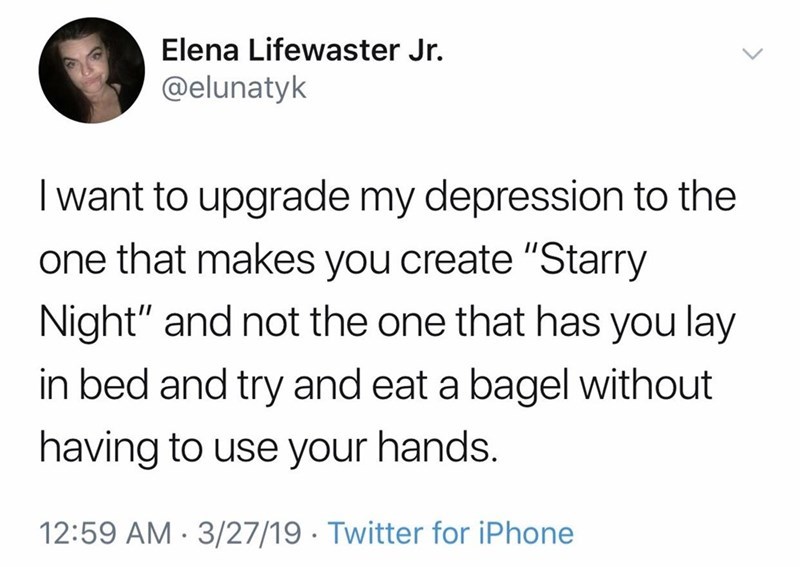 Elena Lifewaster Jr.
@elunatyk
I want to upgrade my depression to the
one that makes you create "Starry
Night" and not the one that has you lay
in bed and try and eat a bagel without
having to use your hands.
12:59 AM · 3/27/19 · Twitter for iPhone